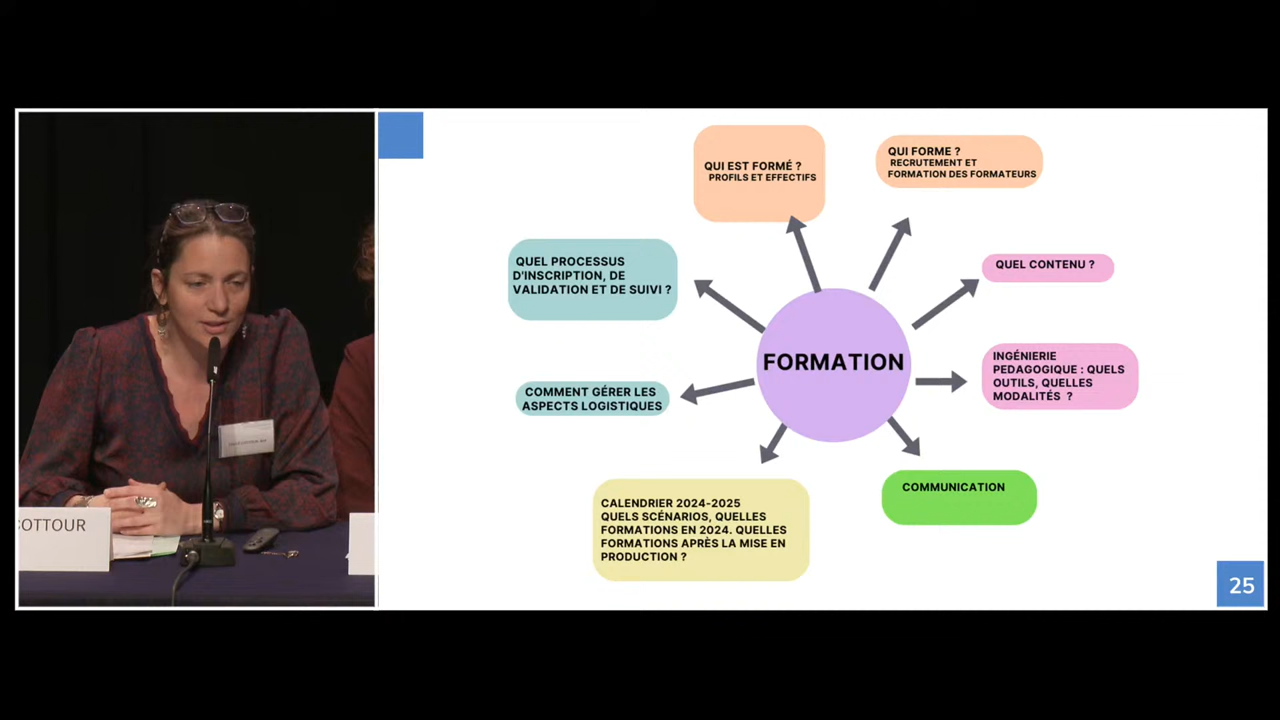 COTTOUR
QUI EST FORMÉ ?
PROFILS ET EFFECTIFS
QUI FORME ?
RECRUTEMENT ET
FORMATION DES FORMATEURS
QUEL PROCESSUS
D'INSCRIPTION, DE
VALIDATION ET DE SUIVI ?
QUEL CONTENU ?
FORMATION
INGÉNIERIE
PEDAGOGIQUE : QUELS
OUTILS, QUELLES
MODALITÉS ?
COMMENT GÉRER LES
ASPECTS LOGISTIQUES
COMMUNICATION
CALENDRIER 2024-2025
QUELS SCÉNARIOS, QUELLES
FORMATIONS EN 2024. QUELLES
FORMATIONS APRÈS LA MISE EN
PRODUCTION ?
25